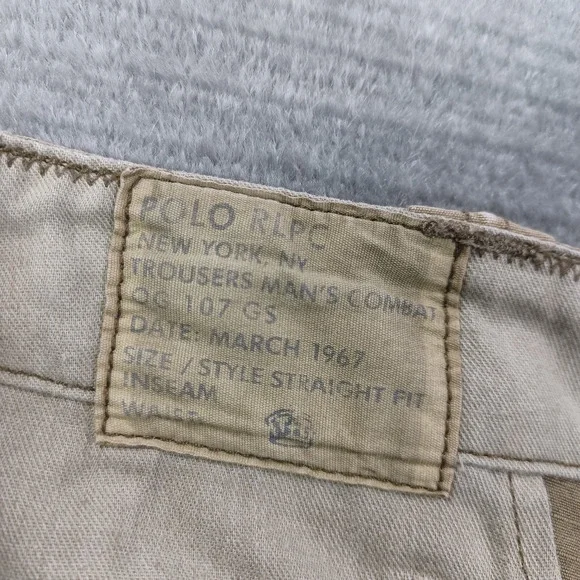 POLO RLPC
NEW YORK, NY
TROUSERS MAN'S COMBAT
OG 107 GS
DATE: MARCH 1967
SIZE / STYLE STRAIGHT FIT
INSEAM
WAIST